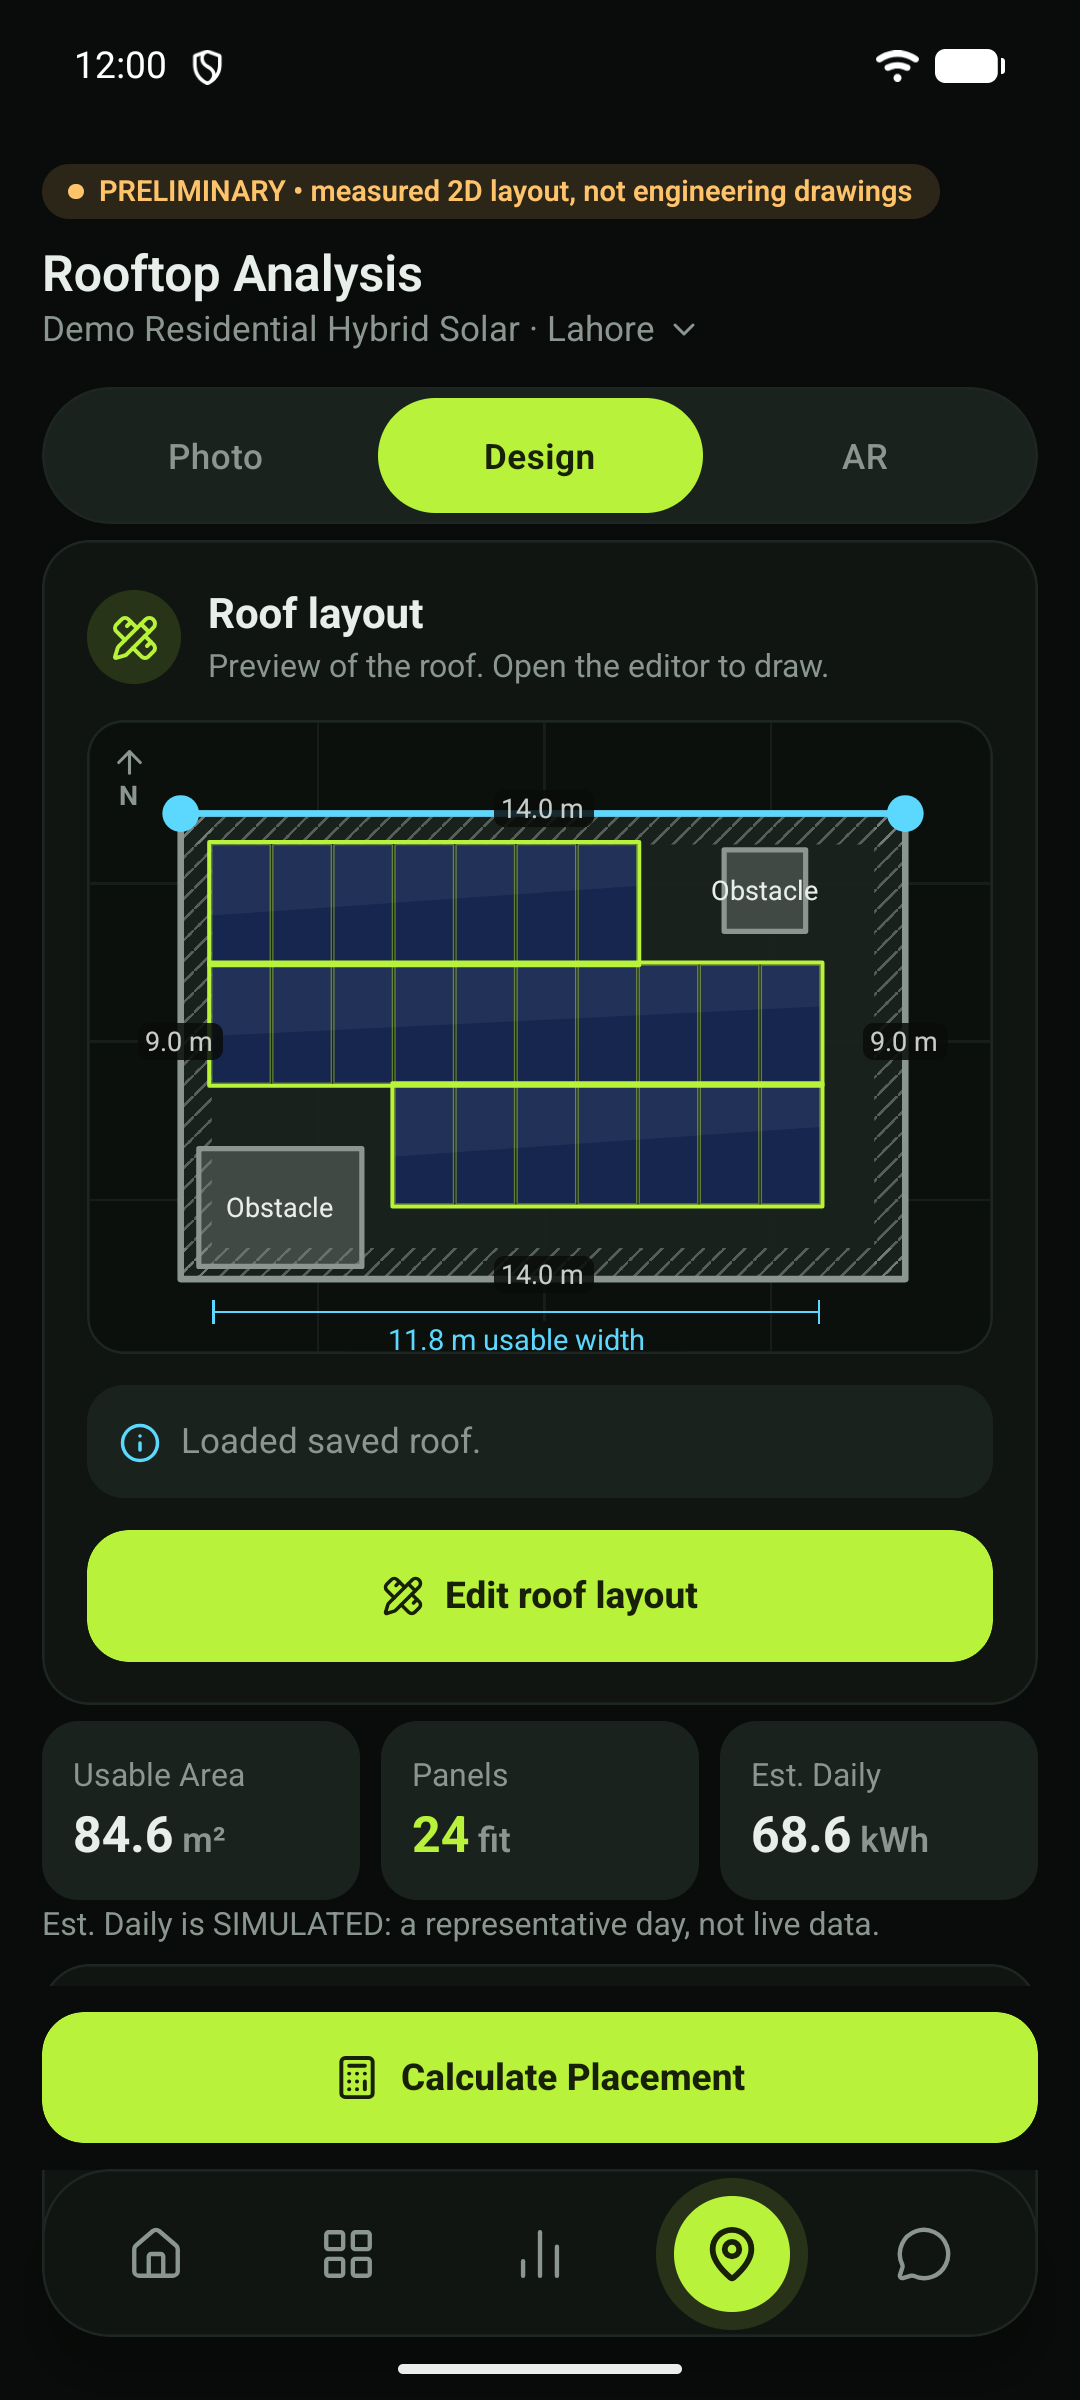 12:00
PRELIMINARY • measured 2D layout, not engineering drawings
Rooftop Analysis
Demo Residential Hybrid Solar · Lahore
Photo
Design
AR
Roof layout
Preview of the roof. Open the editor to draw.
N
14.0 m
Obstacle
9.0 m
9.0 m
Obstacle
14.0 m
11.8 m usable width
Loaded saved roof.
Edit roof layout
Usable Area
84.6 m²
Panels
24 fit
Est. Daily
68.6 kWh
Est. Daily is SIMULATED: a representative day, not live data.
Calculate Placement